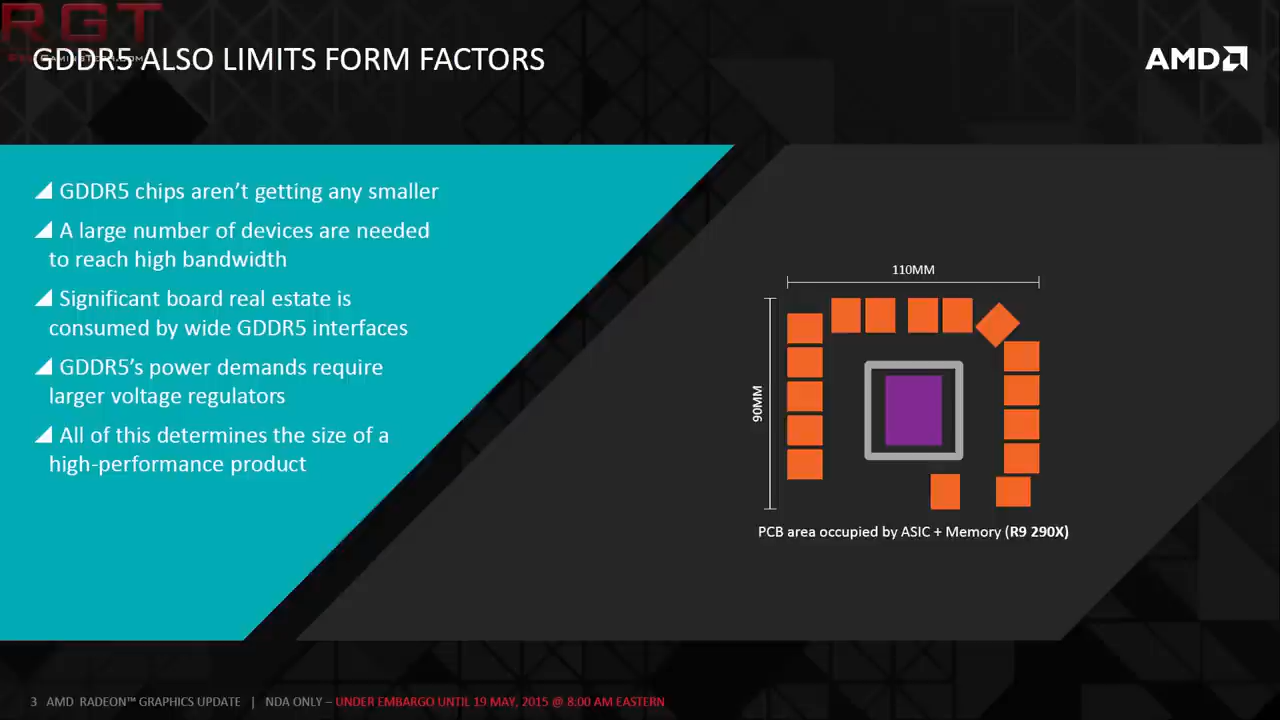 RGT
REDGAMINGTECH.COM
GDDR5 ALSO LIMITS FORM FACTORS
AMD
GDDR5 chips aren't getting any smaller
A large number of devices are needed
to reach high bandwidth
Significant board real estate is
consumed by wide GDDR5 interfaces
GDDR5's power demands require
larger voltage regulators
All of this determines the size of a
high-performance product
110MM
90MM
PCB area occupied by ASIC + Memory (R9 290X)
3 AMD RADEON™ GRAPHICS UPDATE | NDA ONLY – UNDER EMBARGO UNTIL 19 MAY, 2015 @ 8:00 AM EASTERN